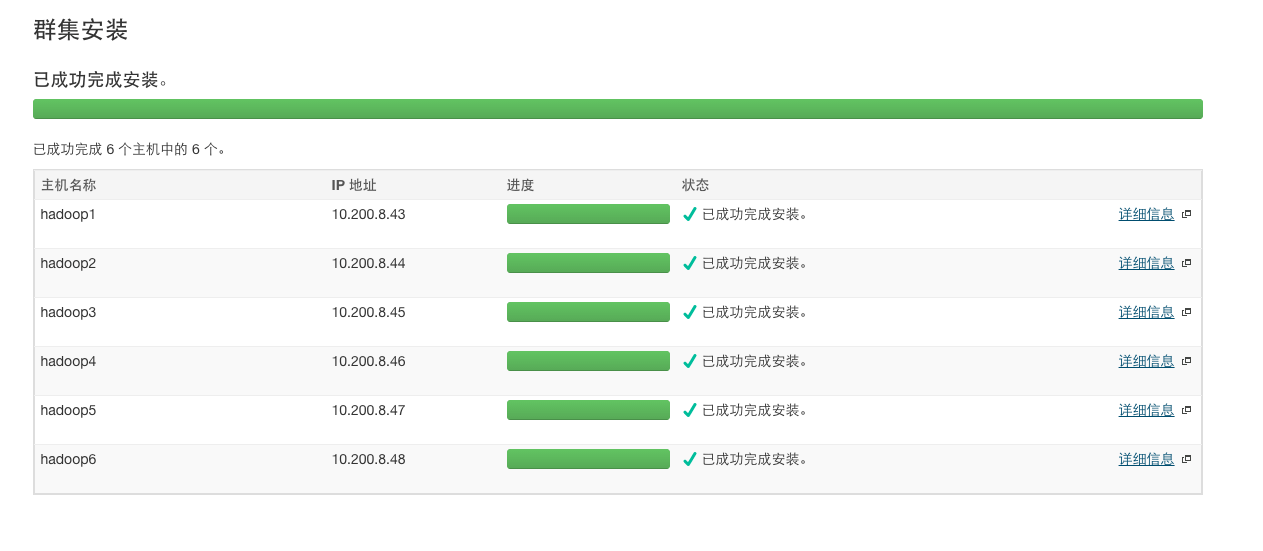 群集安装
已成功完成安装。
已成功完成 6 个主机中的 6 个。
主机名称 IP 地址 进度 状态
hadoop1 10.200.8.43 已成功完成安装。 详细信息
hadoop2 10.200.8.44 已成功完成安装。 详细信息
hadoop3 10.200.8.45 已成功完成安装。 详细信息
hadoop4 10.200.8.46 已成功完成安装。 详细信息
hadoop5 10.200.8.47 已成功完成安装。 详细信息
hadoop6 10.200.8.48 已成功完成安装。 详细信息